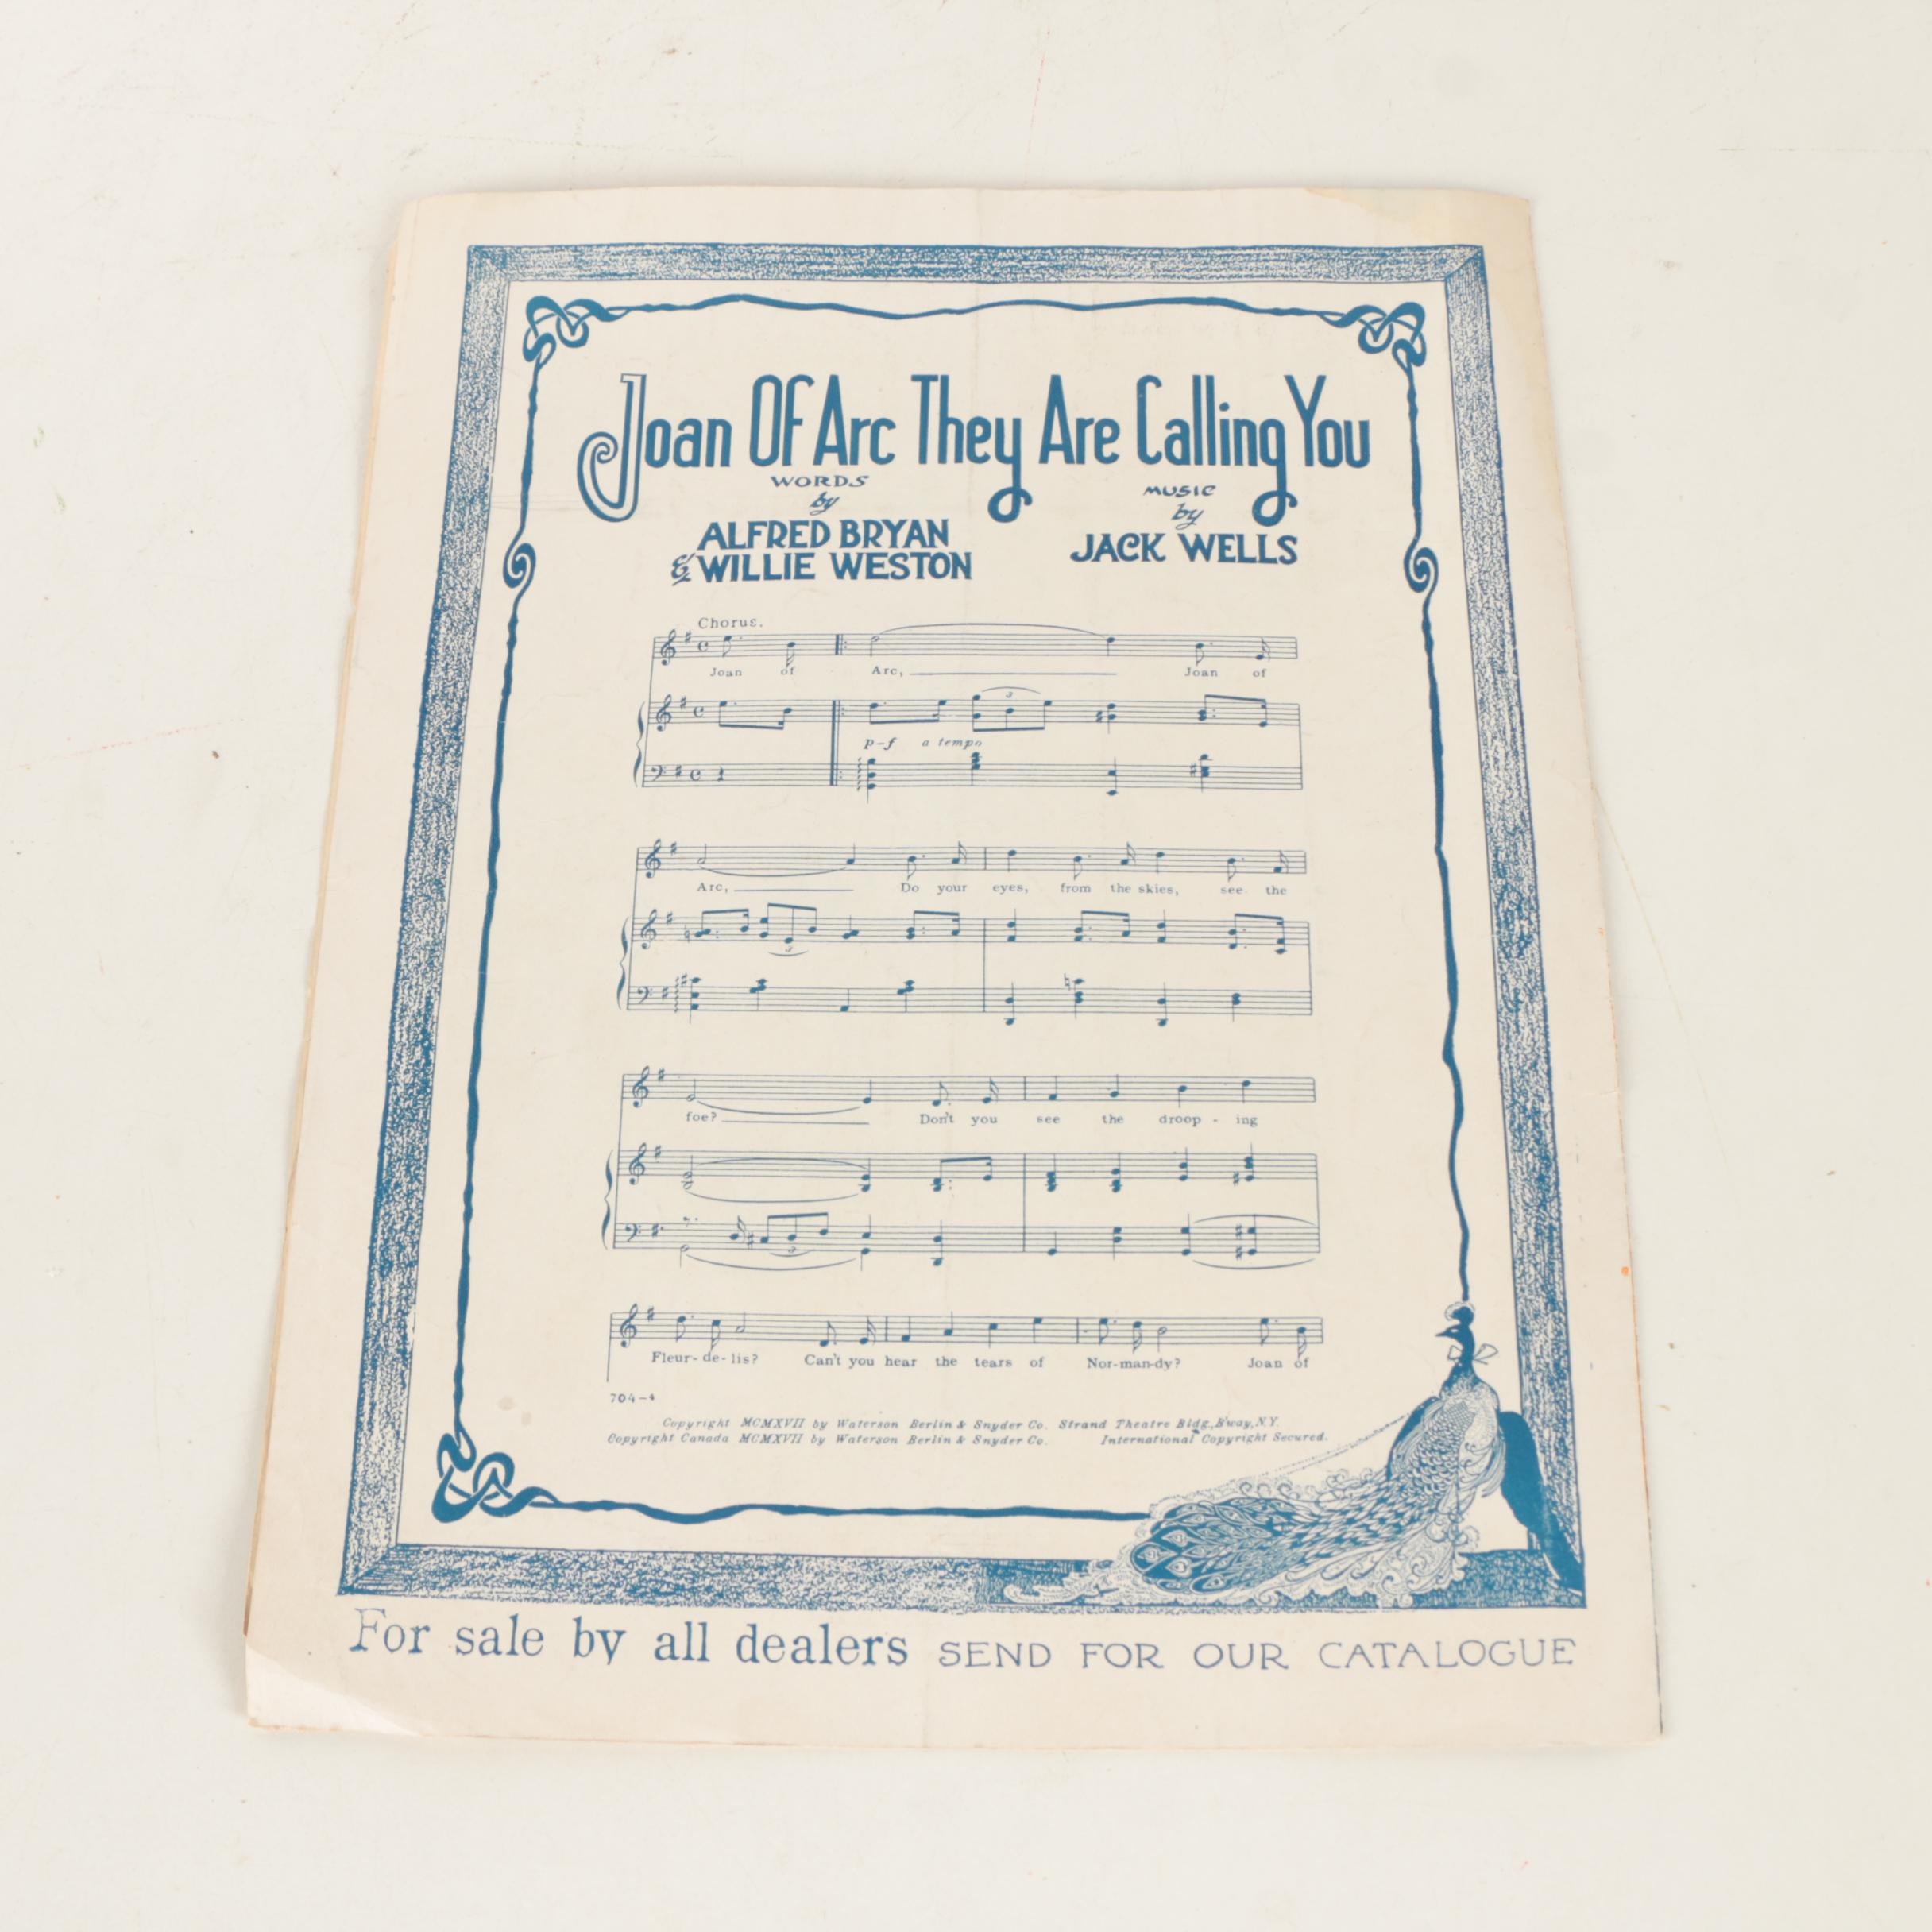 Joan Of Arc They Are Calling You
WORDS
by
ALFRED BRYAN
& WILLIE WESTON
MUSIC
by
JACK WELLS
Chorus.
Joan of Arc, Joan of
3
p-f a tempo
Arc, Do your eyes, from the skies, see the
3
foe? Don't you see the droop - ing
3
Fleur - de - lis? Can't you hear the tears of Nor-man-dy? Joan of
704-4
Copyright MCMXVII by Waterson Berlin & Snyder Co. Strand Theatre Bldg., B'way, N.Y.
Copyright Canada MCMXVII by Waterson Berlin & Snyder Co. International Copyright Secured.
For sale by all dealers SEND FOR OUR CATALOGUE